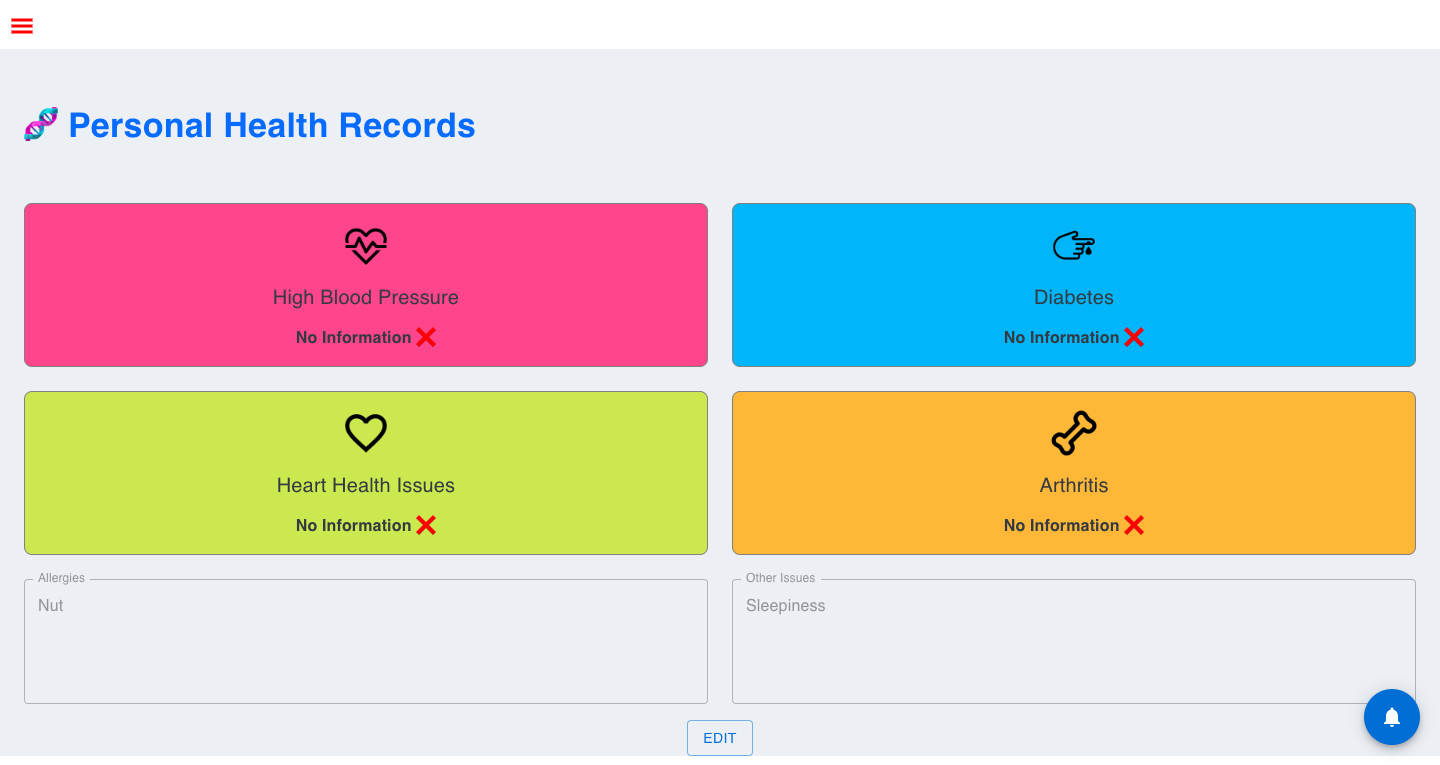 Personal Health Records
High Blood Pressure
No Information
Diabetes
No Information
Heart Health Issues
No Information
Arthritis
No Information
Allergies
Nut
Other Issues
Sleepiness
EDIT